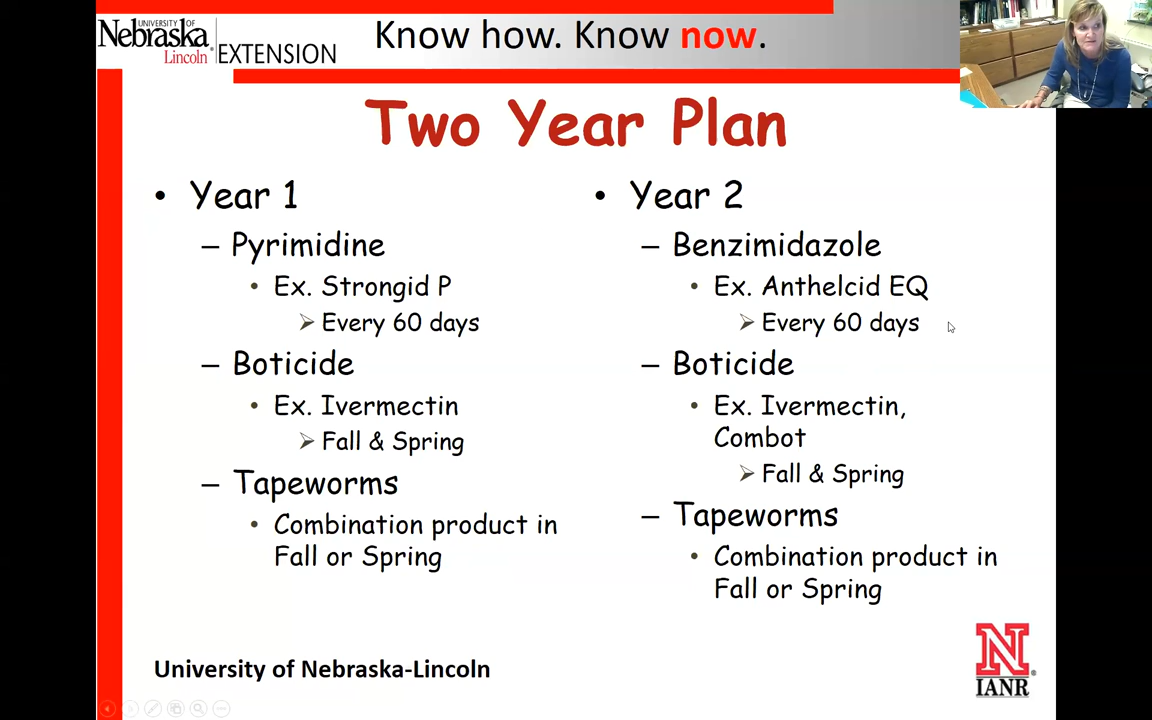 UNIVERSITY OF
Nebraska
Lincoln
EXTENSION
Know how. Know now.
Two Year Plan
• Year 1
– Pyrimidine
• Ex. Strongid P
➢ Every 60 days
– Boticide
• Ex. Ivermectin
➢ Fall & Spring
– Tapeworms
• Combination product in
Fall or Spring
• Year 2
– Benzimidazole
• Ex. Anthelcid EQ
➢ Every 60 days
– Boticide
• Ex. Ivermectin,
Combot
➢ Fall & Spring
– Tapeworms
• Combination product in
Fall or Spring
University of Nebraska-Lincoln
N
IANR